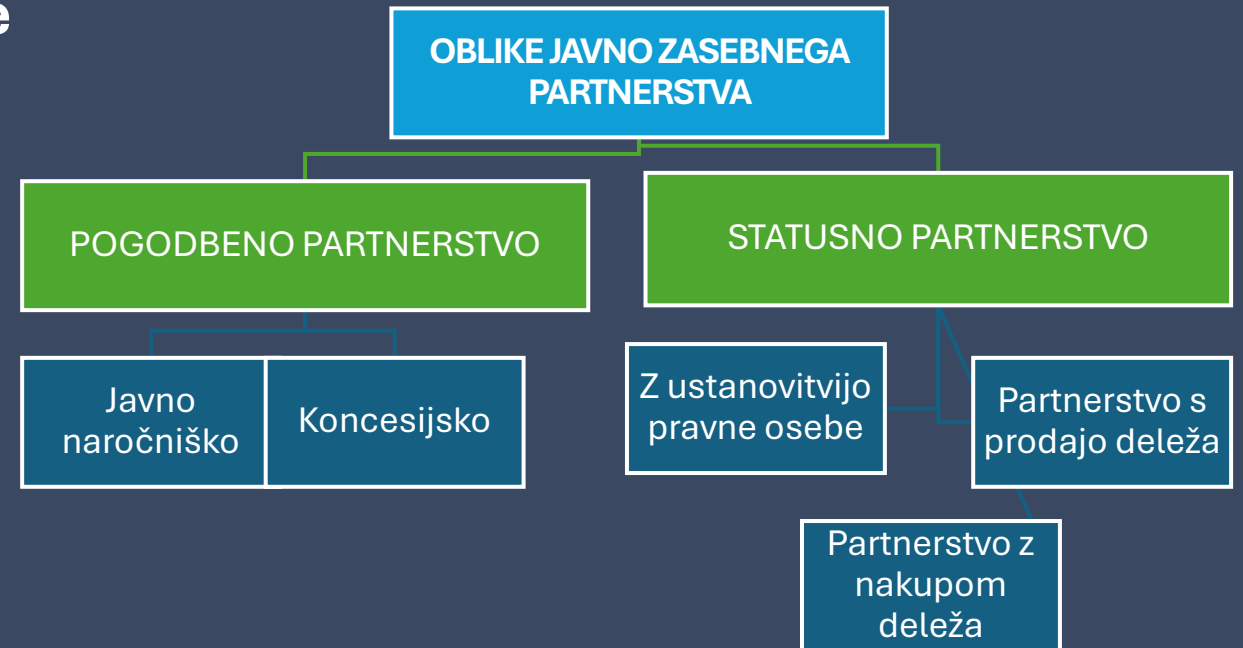 e
OBLIKE JAVNO ZASEBNEGA
PARTNERSTVA
POGODBENO PARTNERSTVO
STATUSNO PARTNERSTVO
Javno
naročniško
Koncesijsko
Z ustanovitvijo
pravne osebe
Partnerstvo s
prodajo deleža
Partnerstvo z
nakupom
deleža